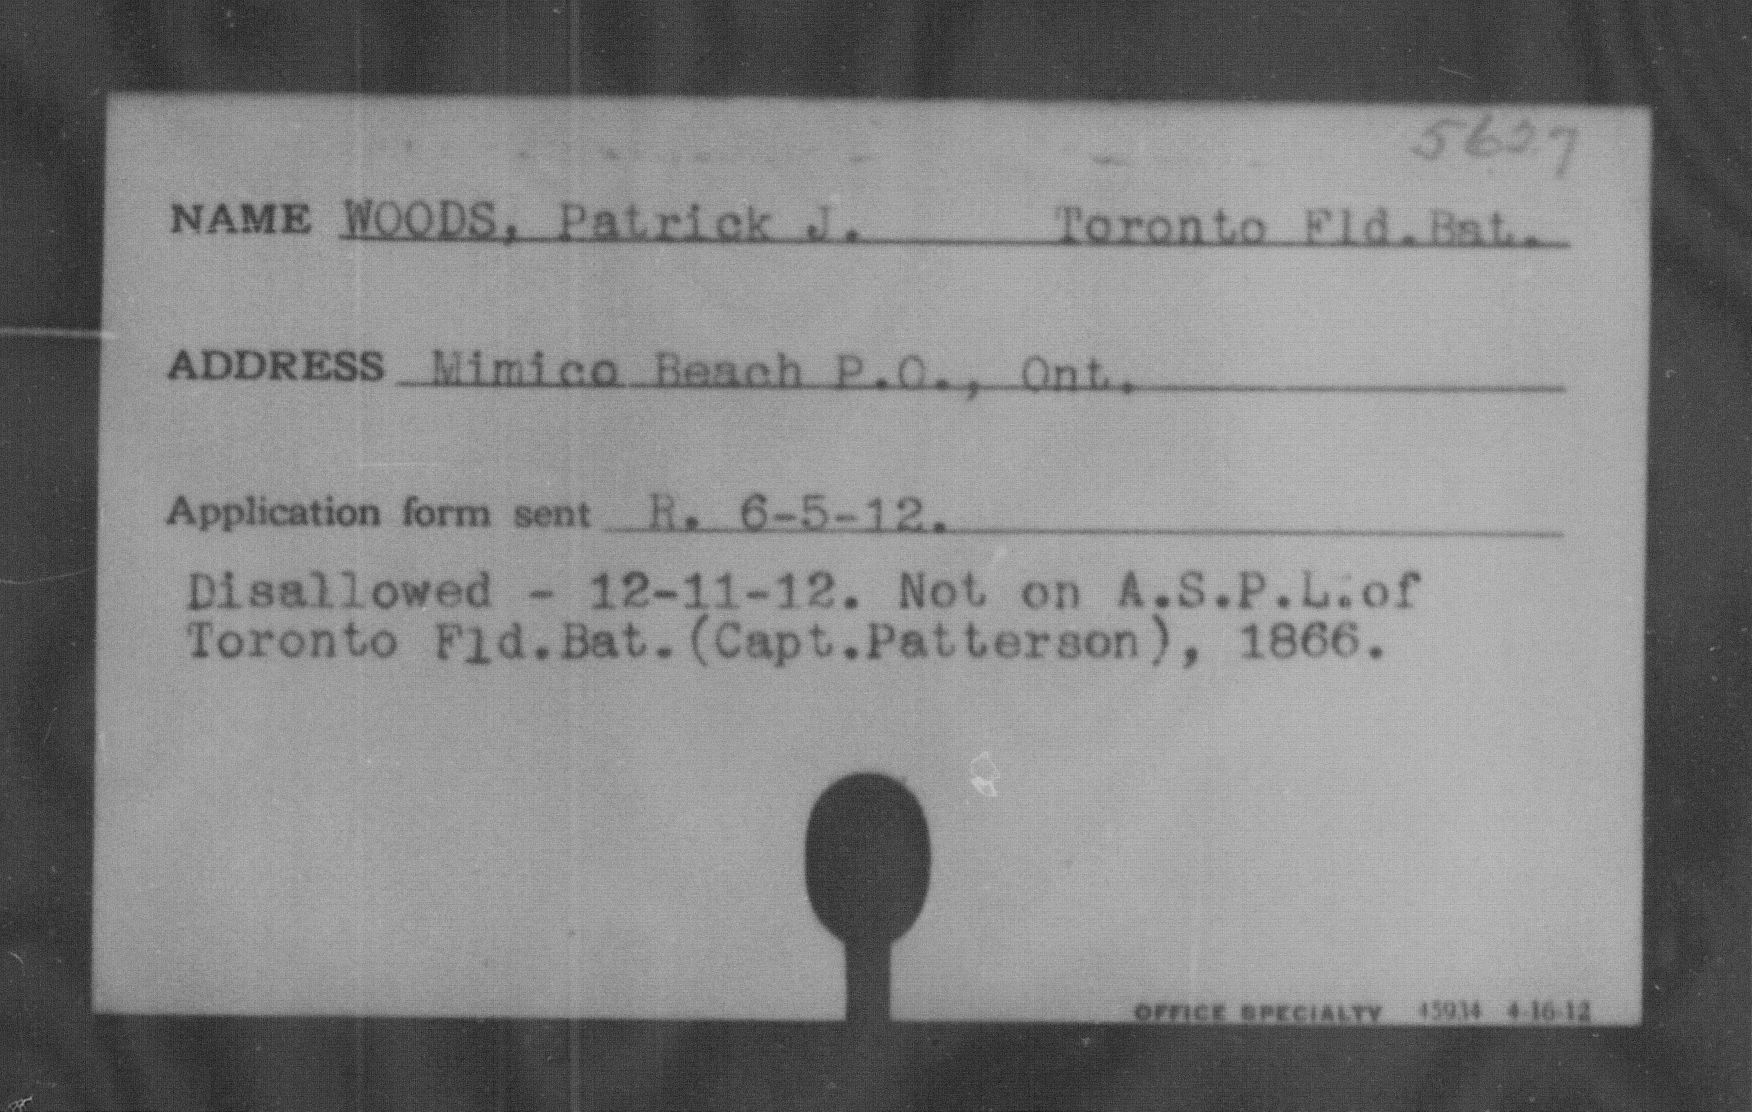 5627
NAME WOODS, Patrick J. Toronto Fld.Bat.
ADDRESS Mimico Beach P.O., Ont.
Application form sent R. 6-5-12.
Disallowed - 12-11-12. Not on A.S.P.L.of
Toronto Fld.Bat.(Capt.Patterson), 1866.
OFFICE SPECIALTY 45934 4-16-12